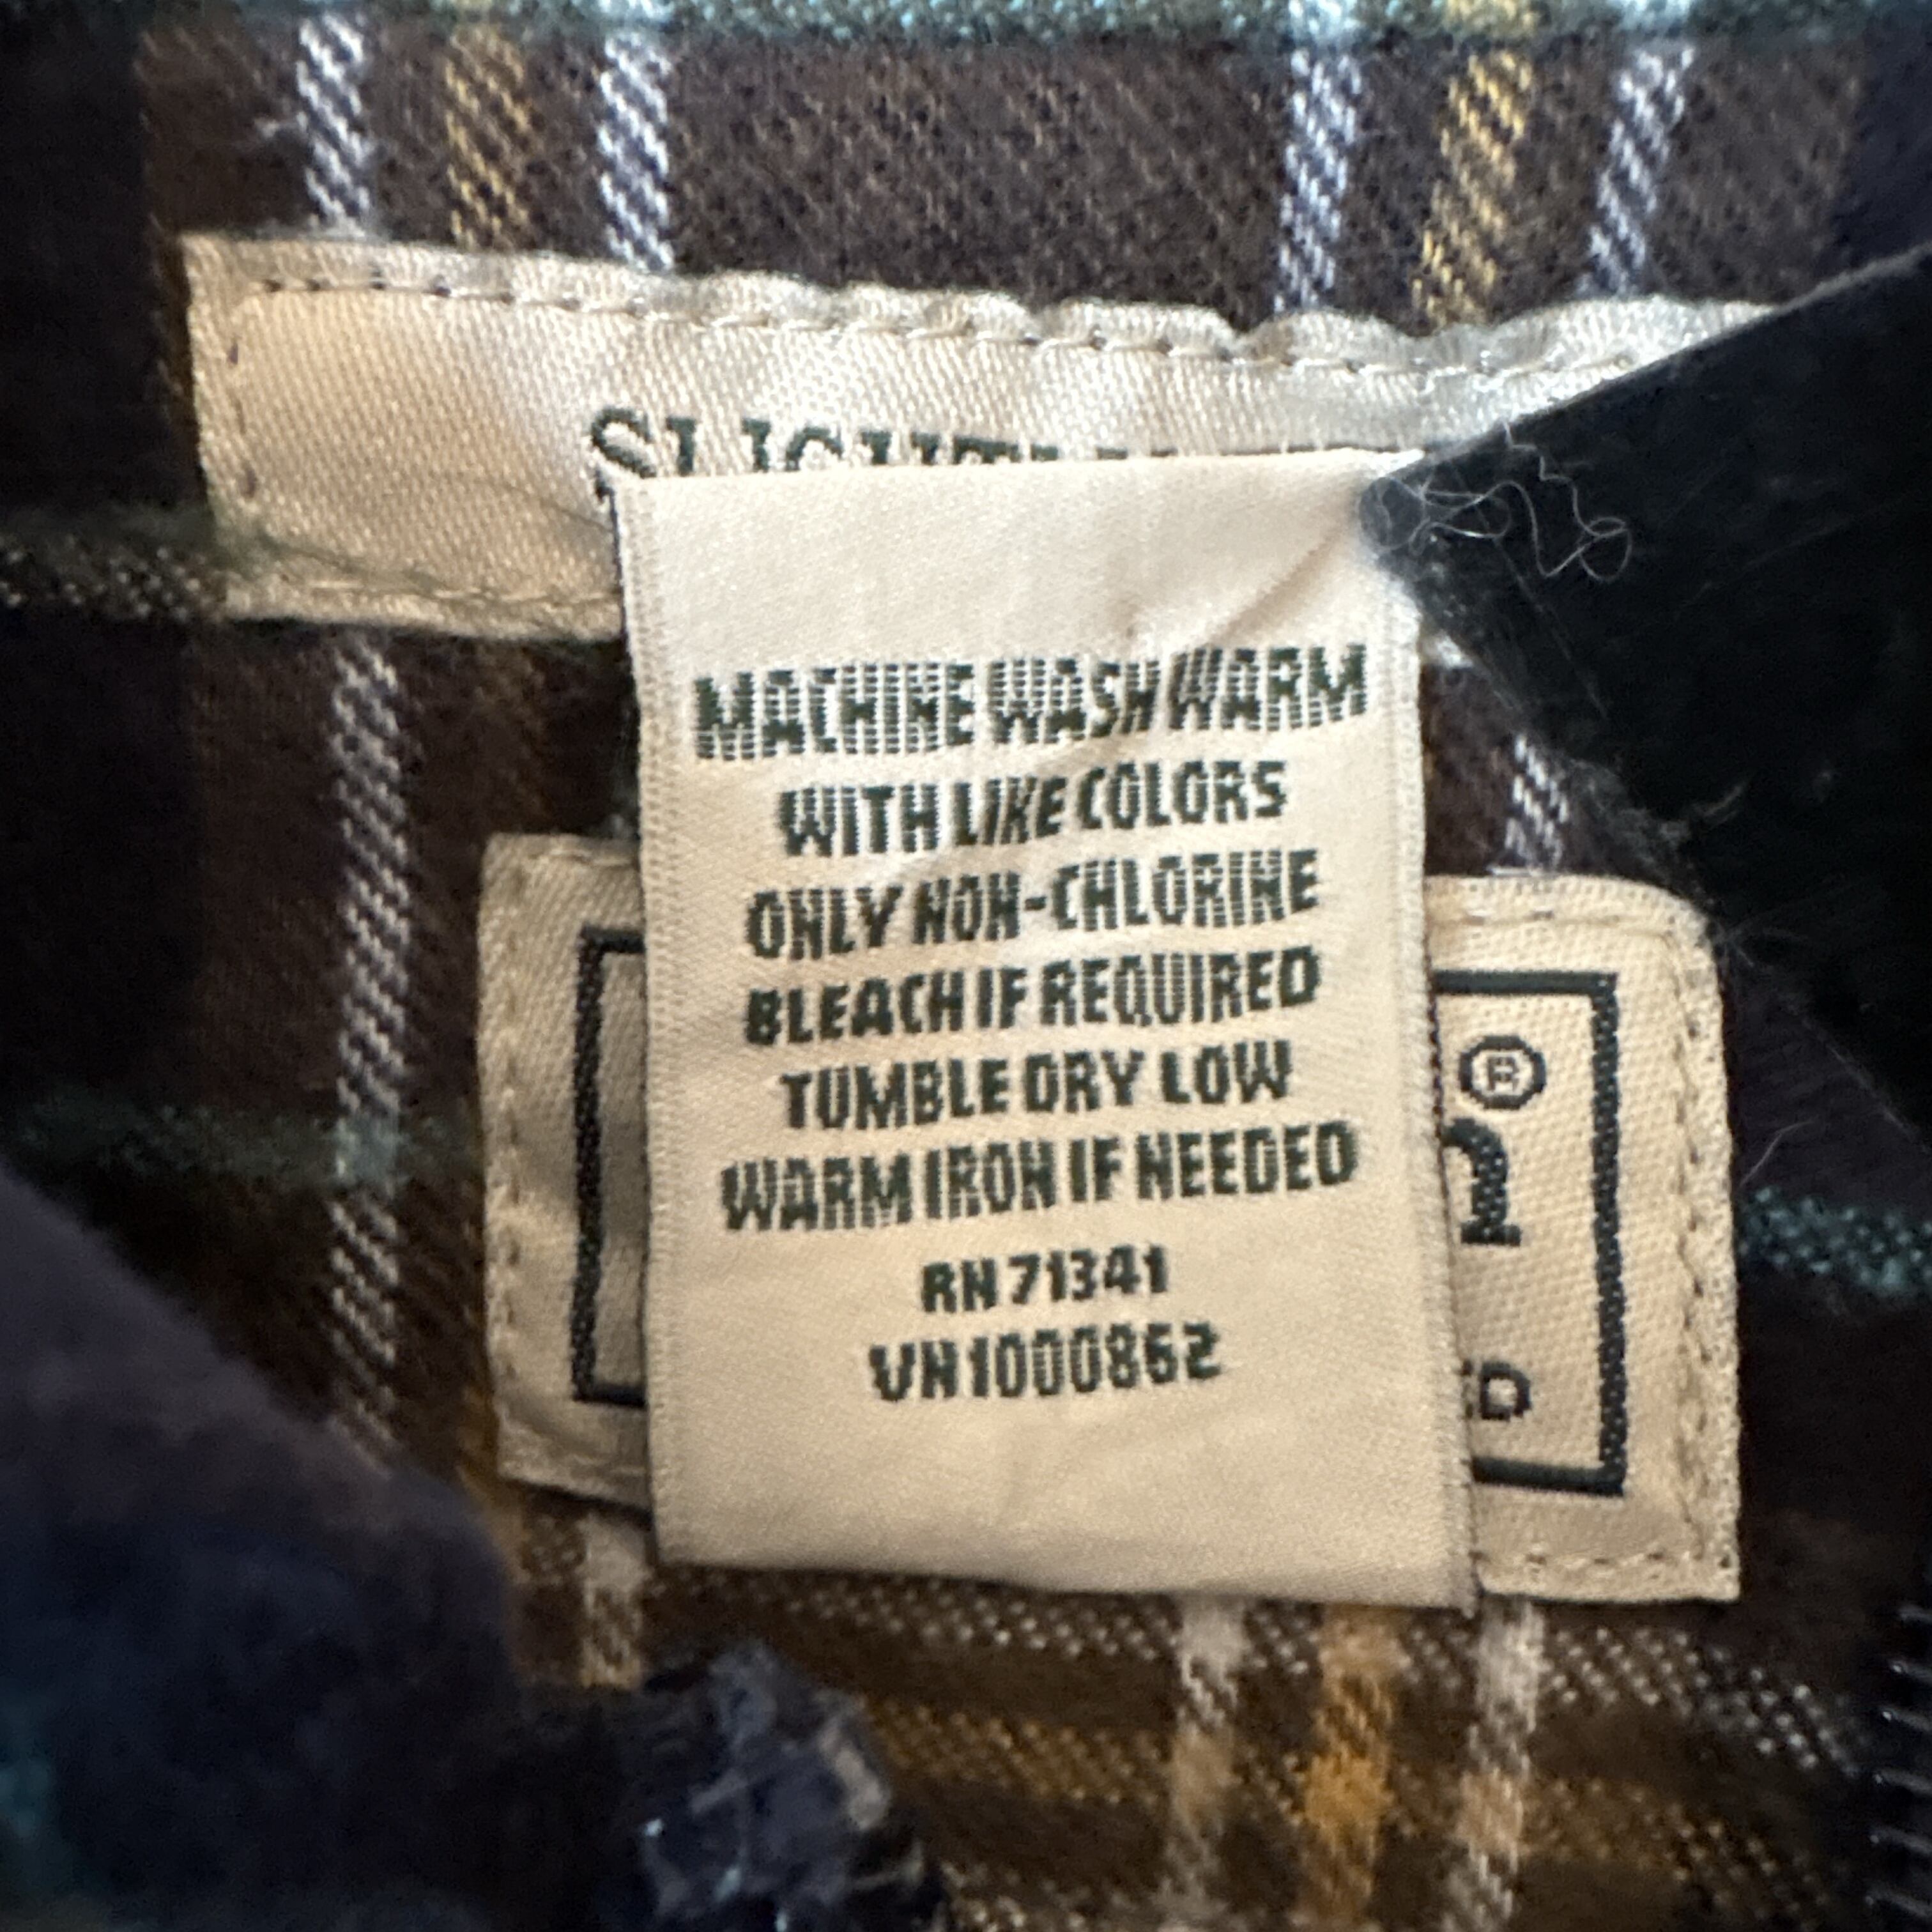 MACHINE WASH WARM
WITH LIKE COLORS
ONLY NON-CHLORINE
BLEACH IF REQUIRED
TUMBLE DRY LOW
WARM IRON IF NEEDED
RN 71341
VN1000862
®